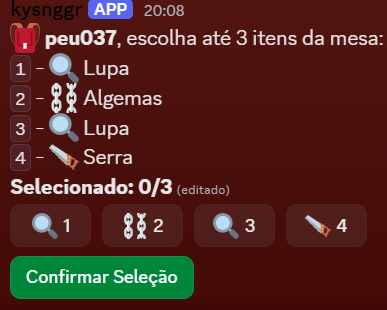 kysnggr APP 20:08
peu037, escolha até 3 itens da mesa:
1 - Lupa
2 - Algemas
3 - Lupa
4 - Serra
Selecionado: 0/3 (editado)
1 2 3 4
Confirmar Seleção